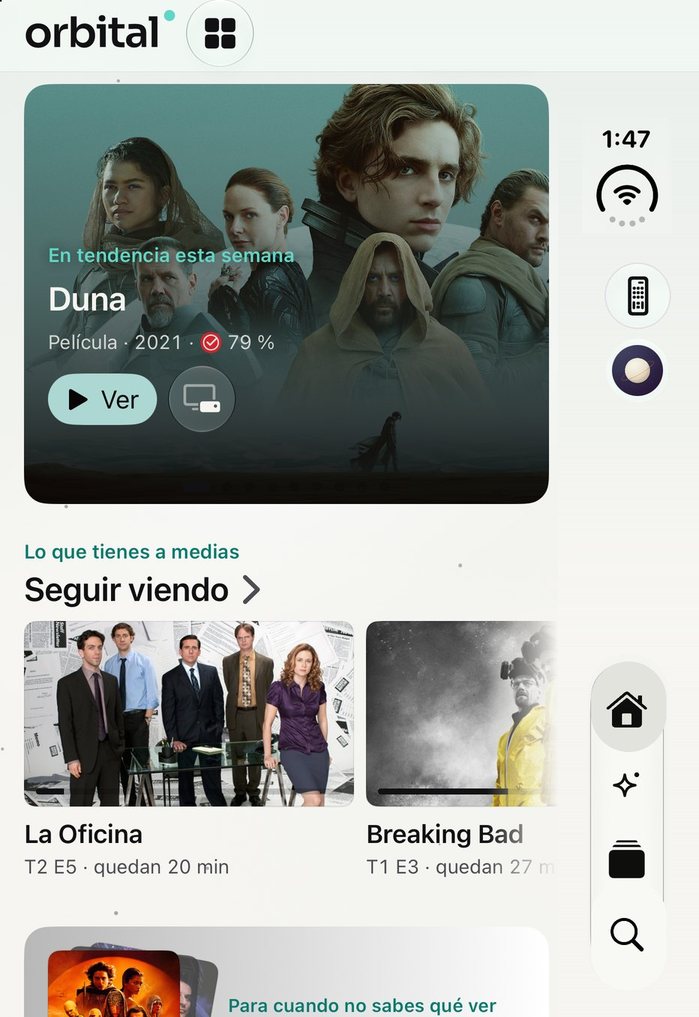 orbital
1:47
En tendencia esta semana
Duna
Película · 2021 · 79 %
Ver
Lo que tienes a medias
Seguir viendo
La Oficina
T2 E5 · quedan 20 min
Breaking Bad
T1 E3 · quedan 27 m
Para cuando no sabes qué ver